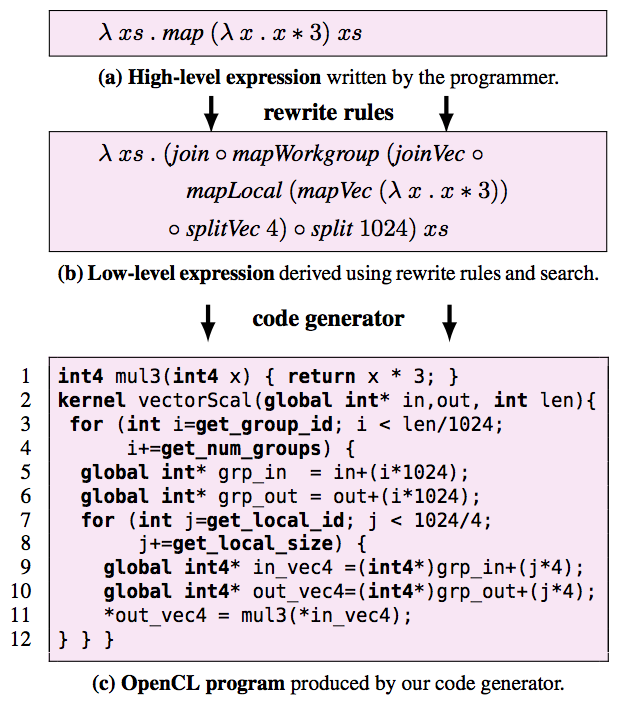 λ xs . map (λ x . x ∗ 3) xs
(a) High-level expression written by the programmer.
rewrite rules
λ xs . (join ∘ mapWorkgroup (joinVec ∘
mapLocal (mapVec (λ x . x ∗ 3))
∘ splitVec 4) ∘ split 1024) xs
(b) Low-level expression derived using rewrite rules and search.
code generator
1 int4 mul3(int4 x) { return x * 3; }
2 kernel vectorScal(global int* in,out, int len){
3 for (int i=get_group_id; i < len/1024;
4 i+=get_num_groups) {
5 global int* grp_in = in+(i*1024);
6 global int* grp_out = out+(i*1024);
7 for (int j=get_local_id; j < 1024/4;
8 j+=get_local_size) {
9 global int4* in_vec4 =(int4*)grp_in+(j*4);
10 global int4* out_vec4=(int4*)grp_out+(j*4);
11 *out_vec4 = mul3(*in_vec4);
12 } } }
(c) OpenCL program produced by our code generator.